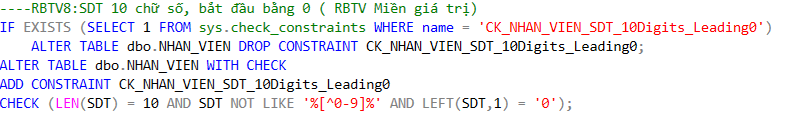 ----RBTV8:SDT 10 chữ số, bắt đầu bằng 0 ( RBTV Miền giá trị)
IF EXISTS (SELECT 1 FROM sys.check_constraints WHERE name = 'CK_NHAN_VIEN_SDT_10Digits_Leading0')
    ALTER TABLE dbo.NHAN_VIEN DROP CONSTRAINT CK_NHAN_VIEN_SDT_10Digits_Leading0;
ALTER TABLE dbo.NHAN_VIEN WITH CHECK
ADD CONSTRAINT CK_NHAN_VIEN_SDT_10Digits_Leading0
CHECK (LEN(SDT) = 10 AND SDT NOT LIKE '%[^0-9]%' AND LEFT(SDT,1) = '0');